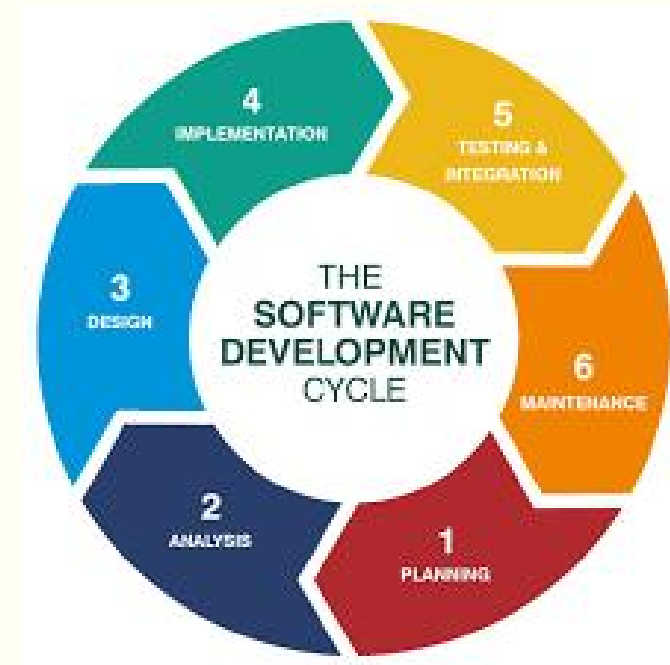 THE
SOFTWARE
DEVELOPMENT
CYCLE
1
PLANNING
2
ANALYSIS
3
DESIGN
4
IMPLEMENTATION
5
TESTING &
INTEGRATION
6
MAINTENANCE